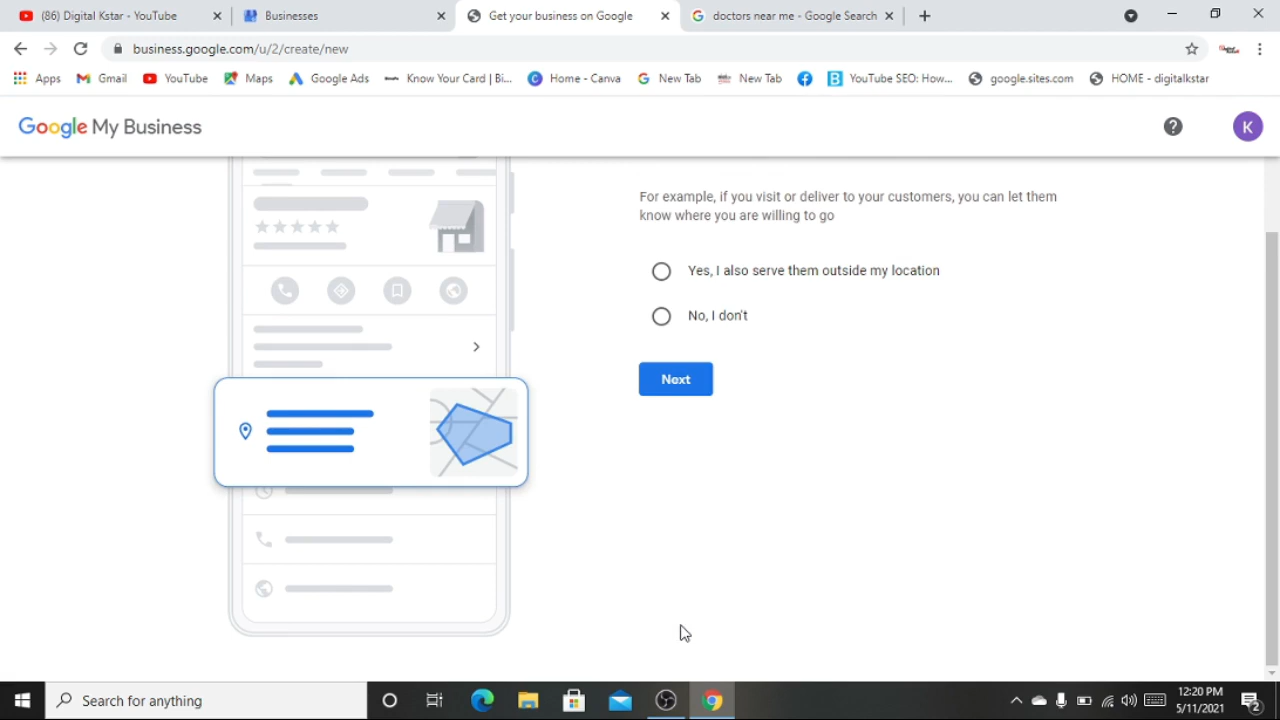 (86) Digital Kstar - YouTube
Businesses
Get your business on Google
doctors near me - Google Search
business.google.com/u/2/create/new
Apps
Gmail
YouTube
Maps
Google Ads
Know Your Card | Bi...
Home - Canva
New Tab
New Tab
YouTube SEO: How...
google.sites.com
HOME - digitalkstar
Google My Business
K
For example, if you visit or deliver to your customers, you can let them
know where you are willing to go
Yes, I also serve them outside my location
No, I don't
Next
Search for anything
12:20 PM
5/11/2021
2